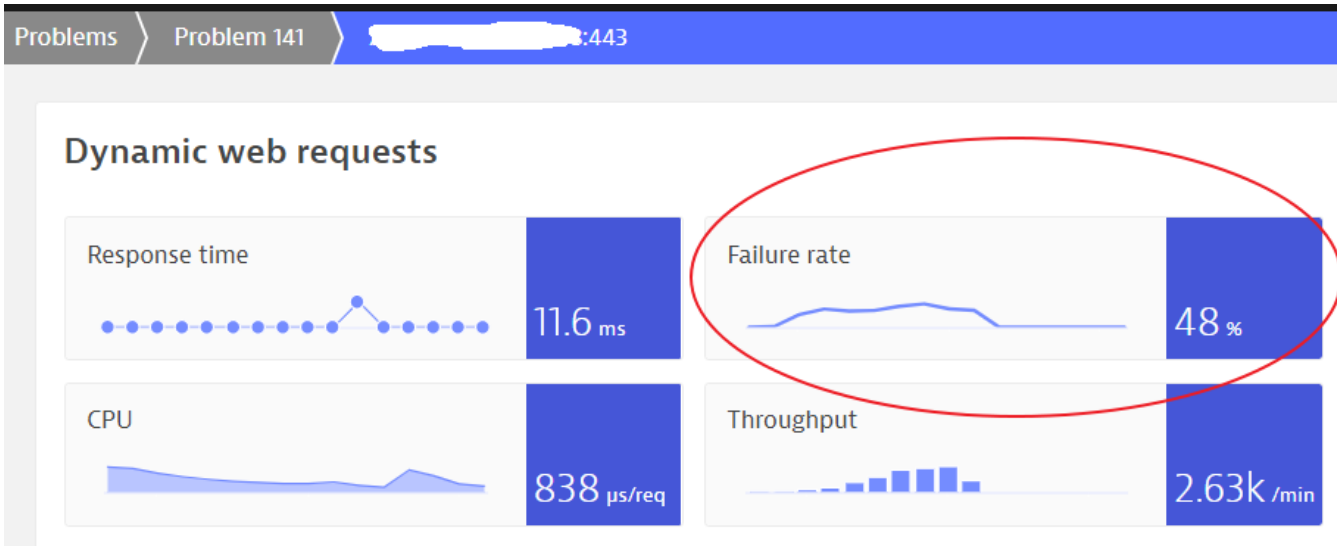 Problems Problem 141 :443
Dynamic web requests
Response time
11.6 ms
Failure rate
48 %
CPU
838 µs/req
Throughput
2.63k /min